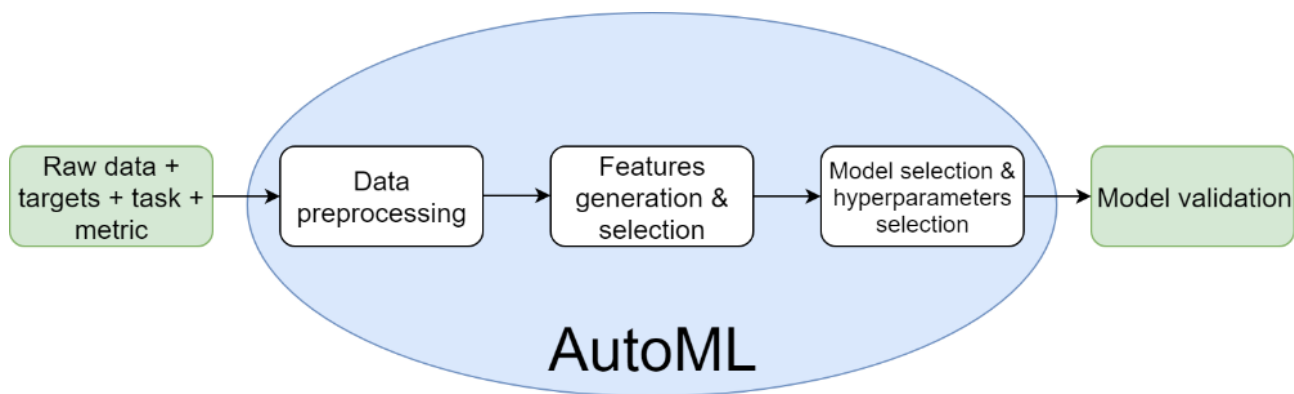 Raw data +
targets + task +
metric
Data
preprocessing
Features
generation &
selection
Model selection &
hyperparameters
selection
Model validation
AutoML